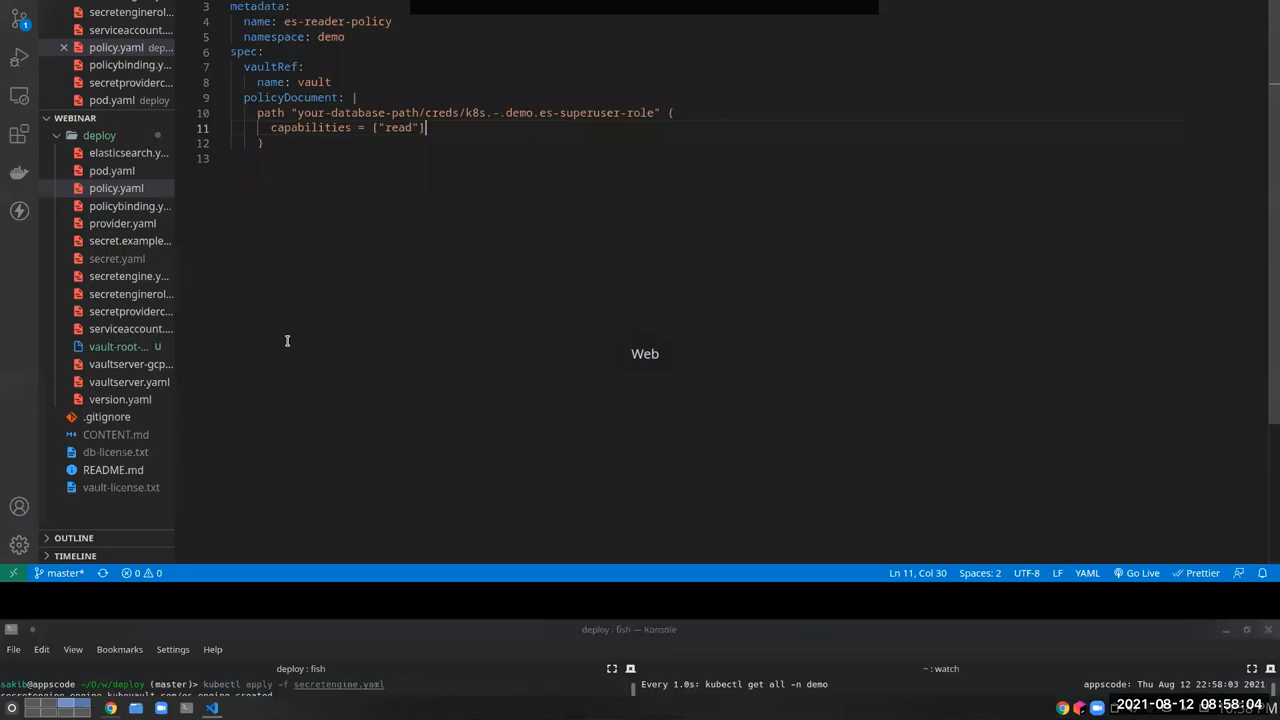 secretenginerol...
serviceaccount....
policy.yaml dep...
policybinding.y...
secretproviderc...
pod.yaml deploy
WEBINAR
deploy
elasticsearch.y...
pod.yaml
policy.yaml
policybinding.y...
provider.yaml
secret.example...
secret.yaml
secretengine.y...
secretenginerol...
secretproviderc...
serviceaccount....
vault-root-... U
vaultserver-gcp...
vaultserver.yaml
version.yaml
.gitignore
CONTENT.md
db-license.txt
README.md
vault-license.txt
OUTLINE
TIMELINE
3 metadata:
4 name: es-reader-policy
5 namespace: demo
6 spec:
7 vaultRef:
8 name: vault
9 policyDocument: |
10 path "your-database-path/creds/k8s.-.demo.es-superuser-role" {
11 capabilities = ["read"]
12 }
13
Web
1
master* 0 0 Ln 11, Col 30 Spaces: 2 UTF-8 LF YAML Go Live Prettier
deploy : fish — Konsole
File Edit View Bookmarks Settings Help
deploy : fish
~ : watch
sakib@appscode ~/D/w/deploy (master)> kubectl apply -f secretengine.yaml
Every 1.0s: kubectl get all -n demo appscode: Thu Aug 12 22:58:03 2021
2021-08-12 08:58:04